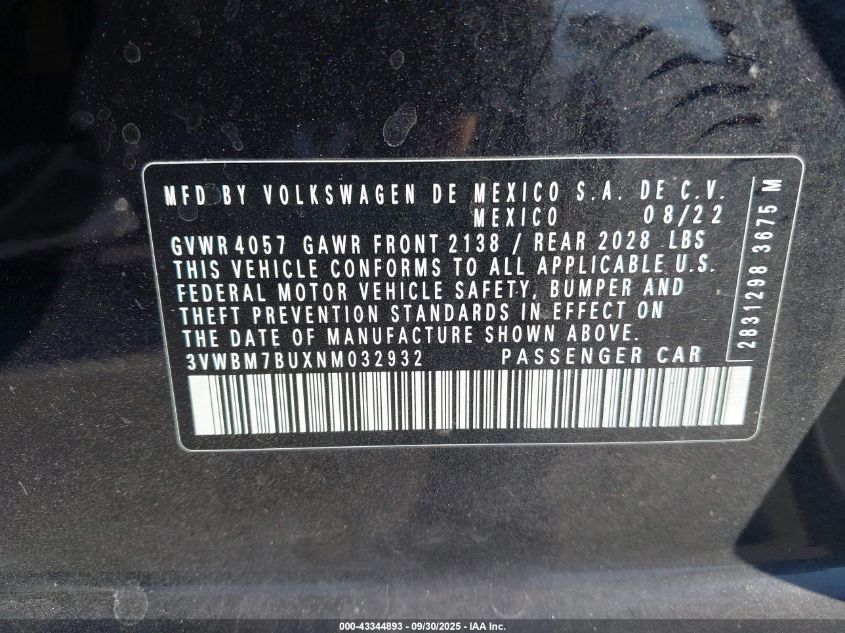 MFD BY VOLKSWAGEN DE MEXICO S.A. DE C.V.
MEXICO 08/22
GVWR 4057 GAWR FRONT 2138 / REAR 2028 LBS
THIS VEHICLE CONFORMS TO ALL APPLICABLE U.S.
FEDERAL MOTOR VEHICLE SAFETY, BUMPER AND
THEFT PREVENTION STANDARDS IN EFFECT ON
THE DATE OF MANUFACTURE SHOWN ABOVE.
3VWBM7BUXNM032932 PASSENGER CAR
2831298 3675 M
000-43344893 - 09/30/2025 - IAA Inc.